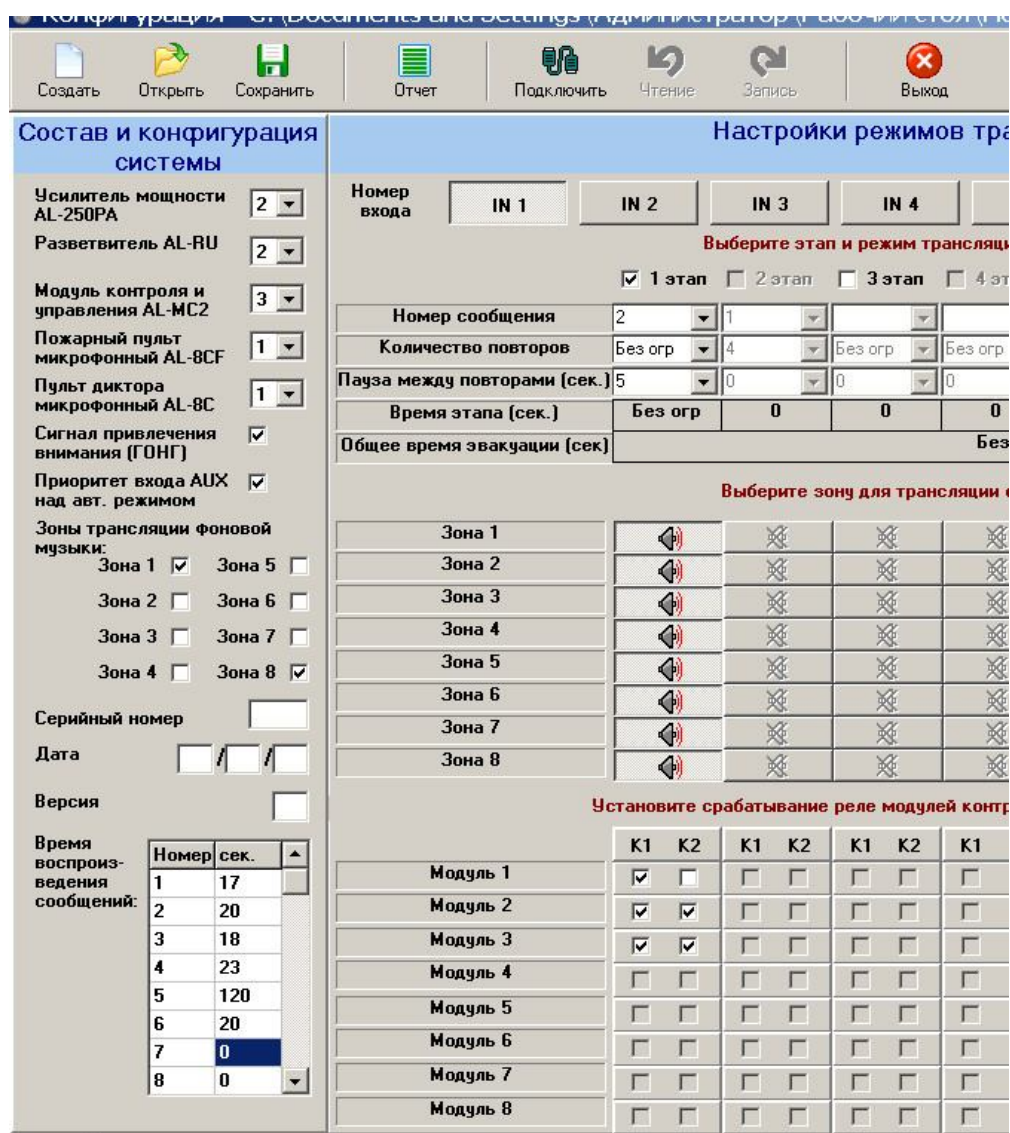 Конфигурация - C:\Documents and Settings\Администратор\Рабочий стол\
Создать Открыть Сохранить Отчет Подключить Чтение Запись Выход
Состав и конфигурация
системы
Усилитель мощности
AL-250PA
2
Разветвитель AL-RU
2
Модуль контроля и
управления AL-MC2
3
Пожарный пульт
микрофонный AL-8CF
1
Пульт диктора
микрофонный AL-8C
1
Сигнал привлечения
внимания (ГОНГ)
Приоритет входа AUX
над авт. режимом
Зоны трансляции фоновой
музыки:
Зона 1 Зона 5
Зона 2 Зона 6
Зона 3 Зона 7
Зона 4 Зона 8
Серийный номер
Дата / /
Версия
Время
воспроиз-
ведения
сообщений:
Номер сек.
1 17
2 20
3 18
4 23
5 120
6 20
7 0
8 0
Настройки режимов тра
Номер
входа
IN 1 IN 2 IN 3 IN 4
Выберите этап и режим трансляци
1 этап 2 этап 3 этап 4 эт
Номер сообщения 2 1
Количество повторов Без огр 4 Без огр Без огр
Пауза между повторами (сек.) 5 0 0 0
Время этапа (сек.) Без огр 0 0 0
Общее время эвакуации (сек) Без
Выберите зону для трансляции
Зона 1
Зона 2
Зона 3
Зона 4
Зона 5
Зона 6
Зона 7
Зона 8
Установите срабатывание реле модулей контр
K1 K2 K1 K2 K1 K2 K1
Модуль 1
Модуль 2
Модуль 3
Модуль 4
Модуль 5
Модуль 6
Модуль 7
Модуль 8